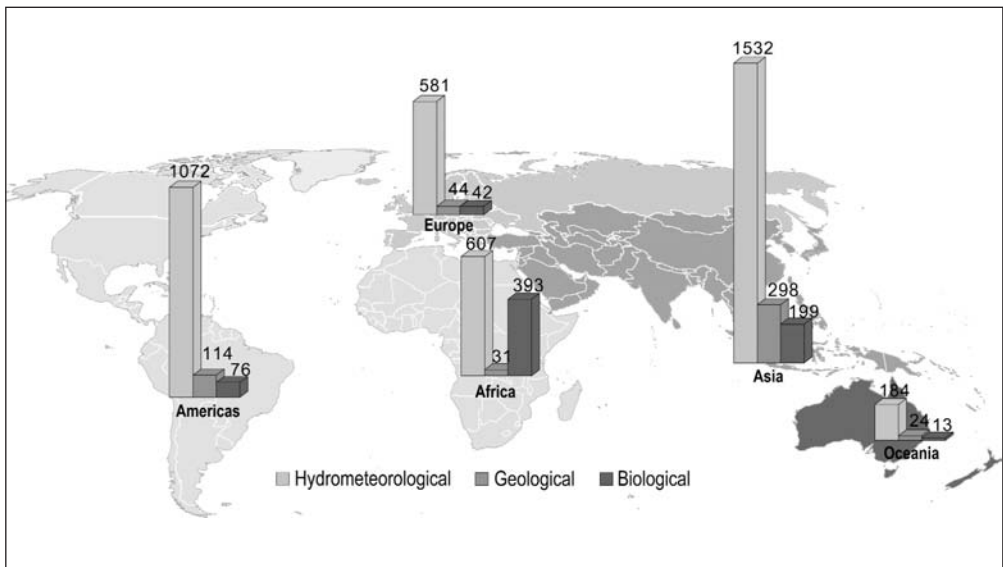 1072
114
76
Americas
581
44
42
Europe
607
31
393
Africa
1532
298
199
Asia
184
24
13
Oceania
Hydrometeorological Geological Biological